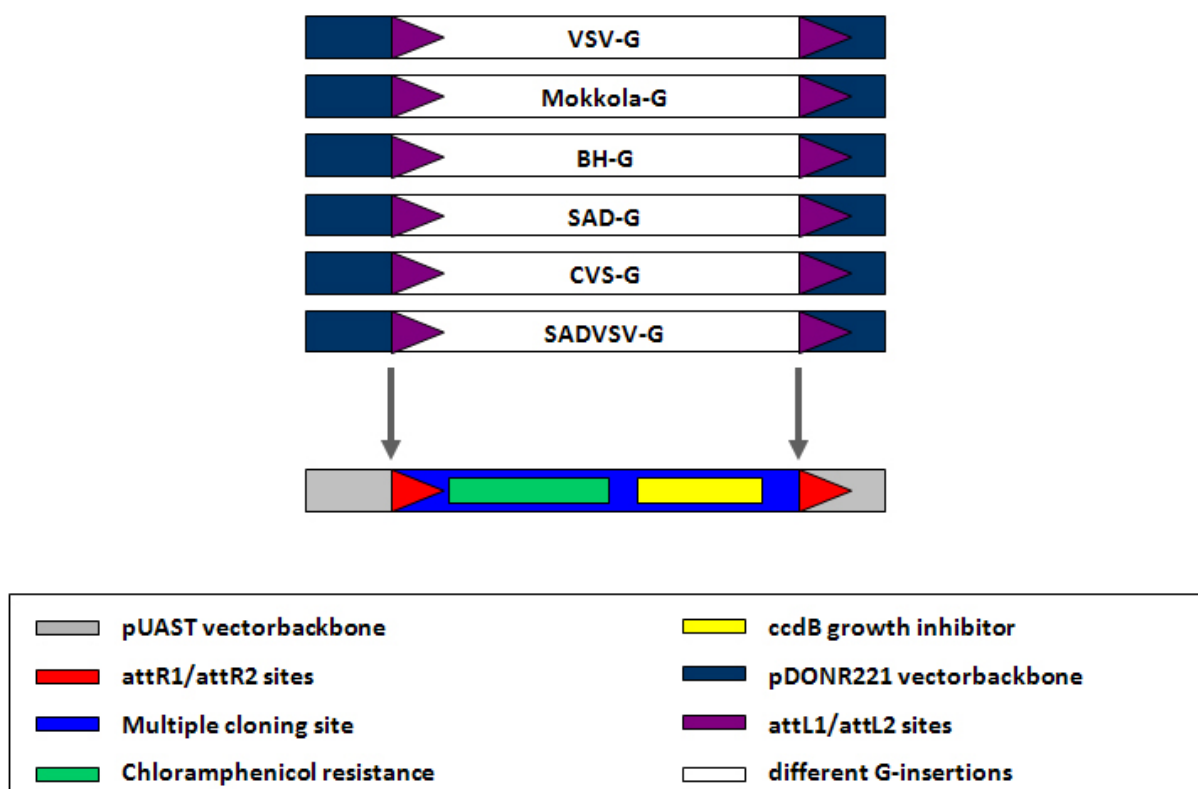 VSV-G
Mokkola-G
BH-G
SAD-G
CVS-G
SADVSV-G
pUAST vectorbackbone
attR1/attR2 sites
Multiple cloning site
Chloramphenicol resistance
ccdB growth inhibitor
pDONR221 vectorbackbone
attL1/attL2 sites
different G-insertions